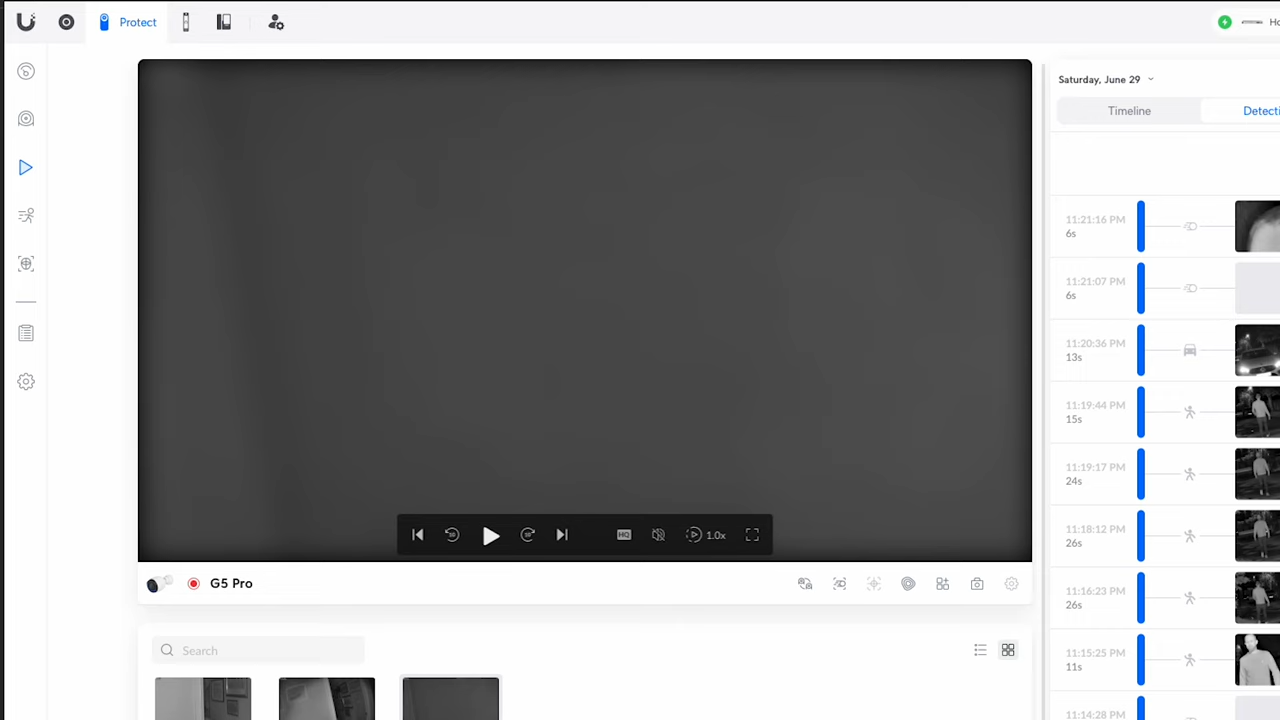 Protect
Ho
Saturday, June 29
Timeline
Detecti
11:21:16 PM
6s
11:21:07 PM
6s
11:20:36 PM
13s
11:19:44 PM
15s
11:19:17 PM
24s
11:18:12 PM
26s
11:16:23 PM
26s
11:15:25 PM
11s
11:14:28 PM
HQ
1.0x
G5 Pro
Search